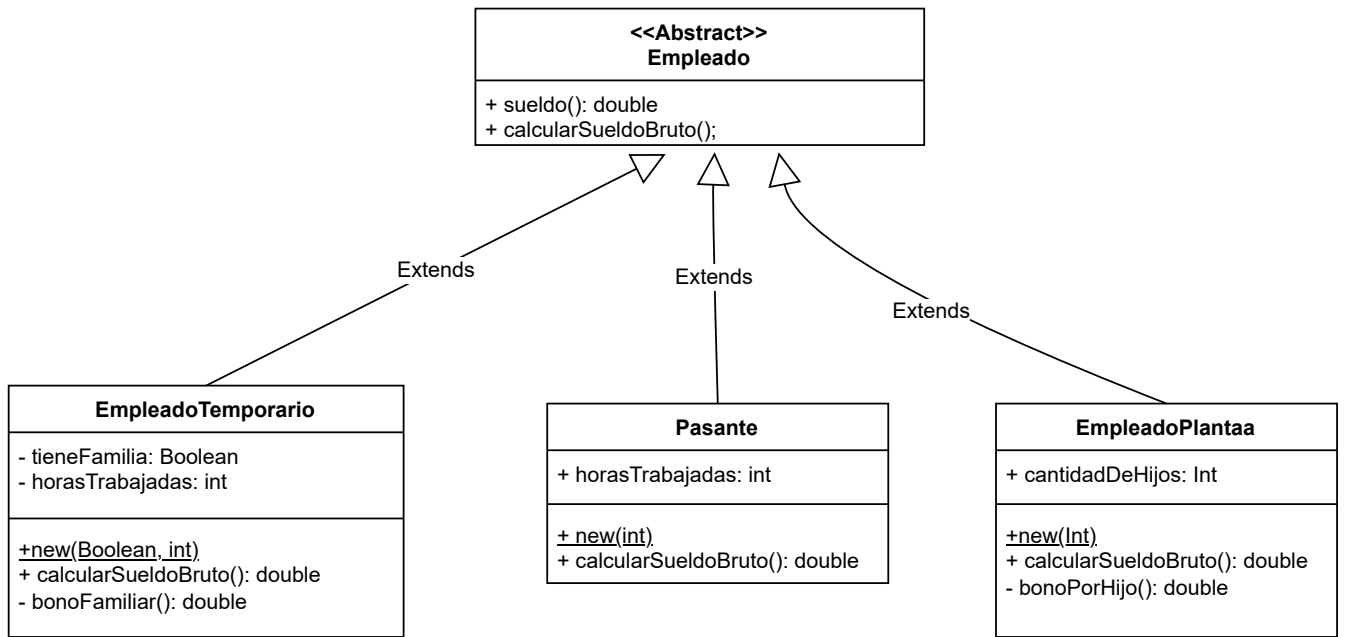 <<Abstract>>
Empleado
+ sueldo(): double
+ calcularSueldoBruto();
Extends
Extends
Extends
EmpleadoTemporario
- tieneFamilia: Boolean
- horasTrabajadas: int
+new(Boolean, int)
+ calcularSueldoBruto(): double
- bonoFamiliar(): double
Pasante
+ horasTrabajadas: int
+ new(int)
+ calcularSueldoBruto(): double
EmpleadoPlantaa
+ cantidadDeHijos: Int
+new(Int)
+ calcularSueldoBruto(): double
- bonoPorHijo(): double